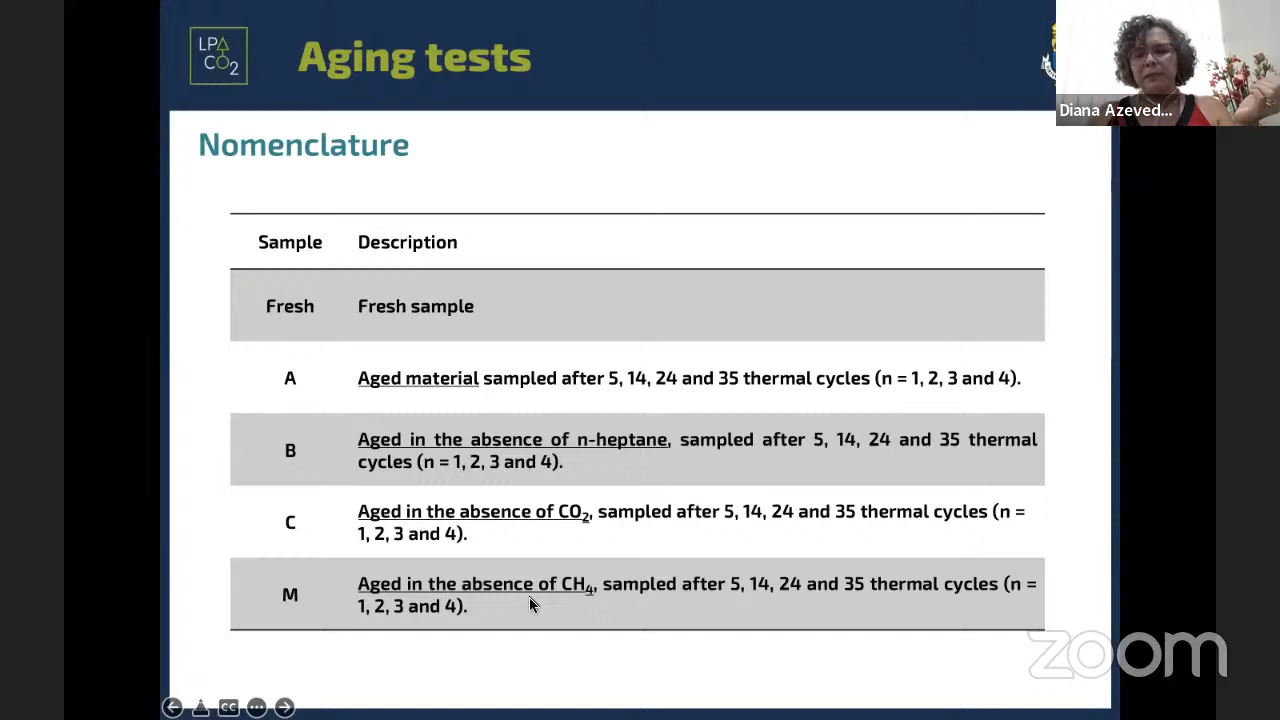 LPA
CO2
Aging tests
Diana Azeved...
Nomenclature
Sample Description
Fresh Fresh sample
A Aged material sampled after 5, 14, 24 and 35 thermal cycles (n = 1, 2, 3 and 4).
B Aged in the absence of n-heptane, sampled after 5, 14, 24 and 35 thermal
cycles (n = 1, 2, 3 and 4).
C Aged in the absence of CO2, sampled after 5, 14, 24 and 35 thermal cycles (n =
1, 2, 3 and 4).
M Aged in the absence of CH4, sampled after 5, 14, 24 and 35 thermal cycles (n =
1, 2, 3 and 4).
zoom
CC